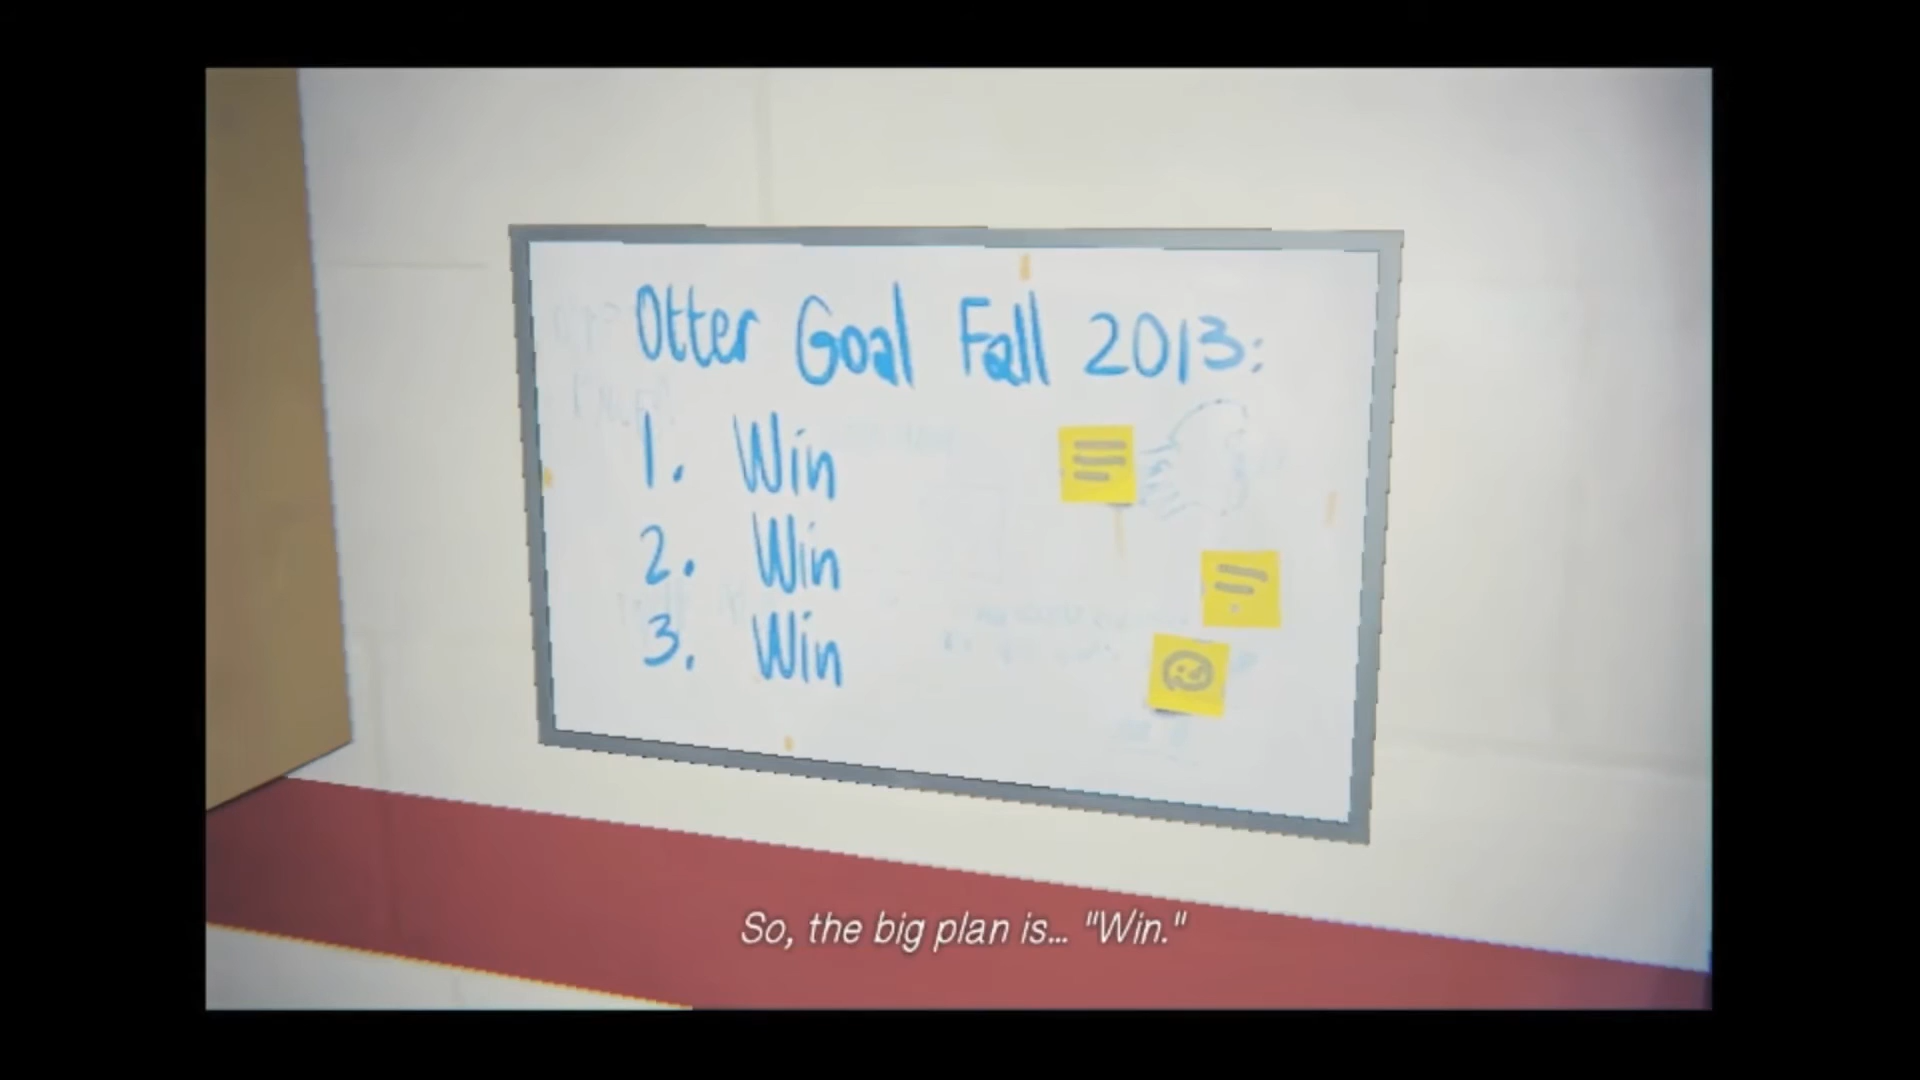 Otter Goal Fall 2013:
1. Win
2. Win
3. Win
So, the big plan is... "Win."